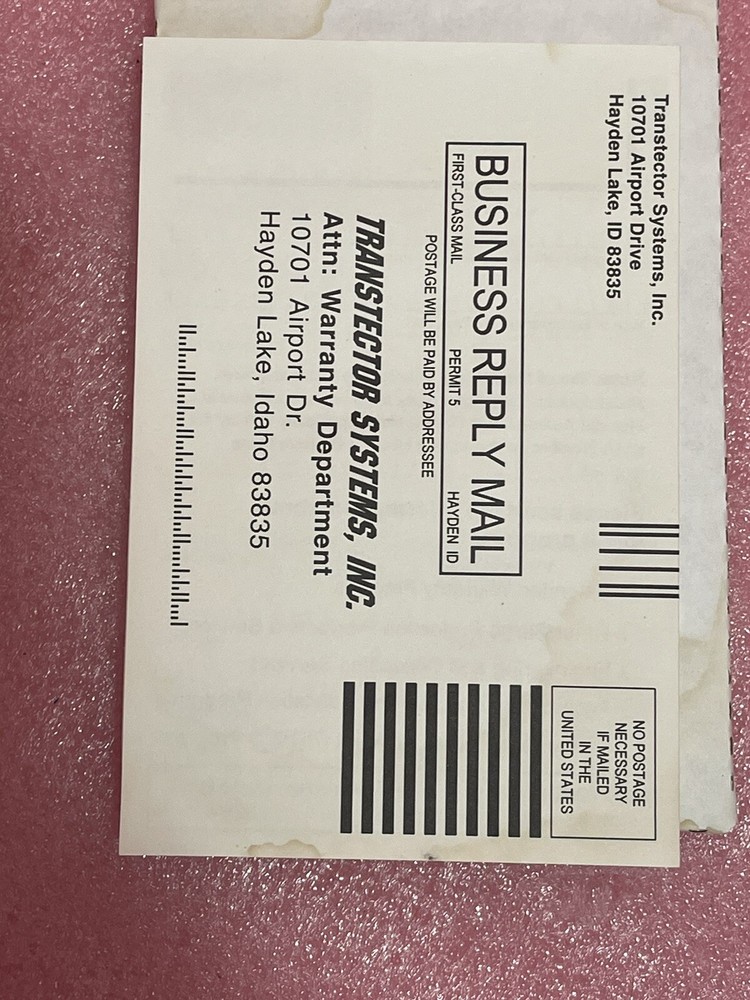 Transtector Systems, Inc.
10701 Airport Drive
Hayden Lake, ID 83835
NO POSTAGE
NECESSARY
IF MAILED
IN THE
UNITED STATES
BUSINESS REPLY MAIL
FIRST-CLASS MAIL PERMIT 5 HAYDEN ID
POSTAGE WILL BE PAID BY ADDRESSEE
TRANSTECTOR SYSTEMS, INC.
Attn: Warranty Department
10701 Airport Dr.
Hayden Lake, Idaho 83835